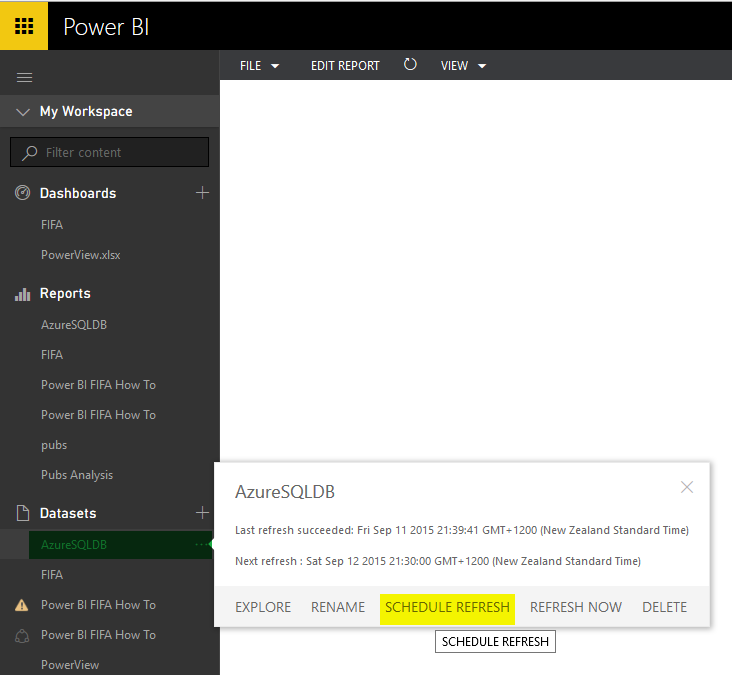 Power BI
FILE EDIT REPORT VIEW
My Workspace
Filter content
Dashboards
FIFA
PowerView.xlsx
Reports
AzureSQLDB
FIFA
Power BI FIFA How To
Power BI FIFA How To
pubs
Pubs Analysis
Datasets
AzureSQLDB
FIFA
Power BI FIFA How To
Power BI FIFA How To
PowerView
AzureSQLDB
Last refresh succeeded: Fri Sep 11 2015 21:39:41 GMT+1200 (New Zealand Standard Time)
Next refresh : Sat Sep 12 2015 21:30:00 GMT+1200 (New Zealand Standard Time)
EXPLORE RENAME SCHEDULE REFRESH REFRESH NOW DELETE
SCHEDULE REFRESH